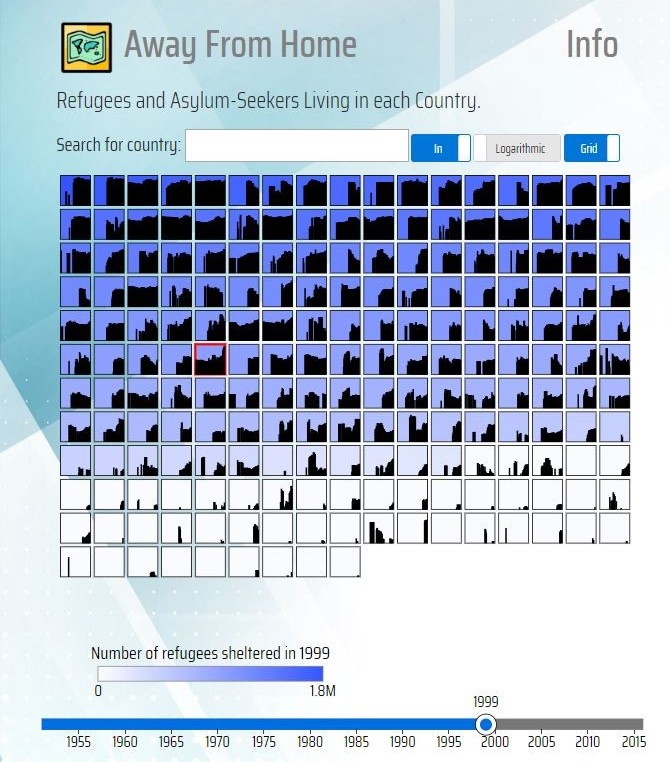 Away From Home
Info
Refugees and Asylum-Seekers Living in each Country.
Search for country:
In
Logarithmic
Grid
Number of refugees sheltered in 1999
0
1.8M
1999
1955 1960 1965 1970 1975 1980 1985 1990 1995 2000 2005 2010 2015